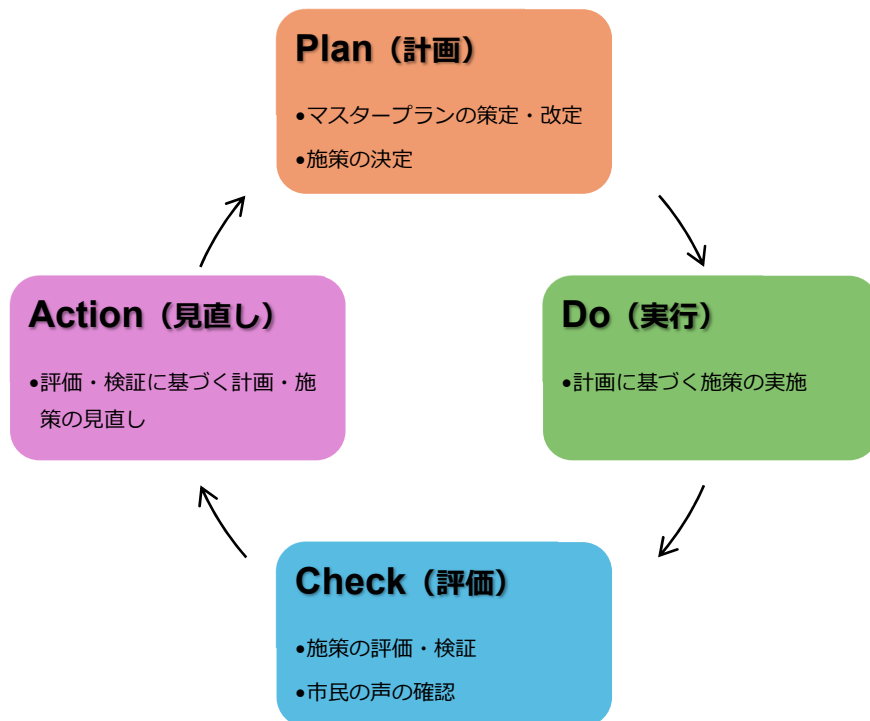 Plan（計画）
•マスタープランの策定・改定
•施策の決定
Action（見直し）
•評価・検証に基づく計画・施
策の見直し
Do（実行）
•計画に基づく施策の実施
Check（評価）
•施策の評価・検証
•市民の声の確認